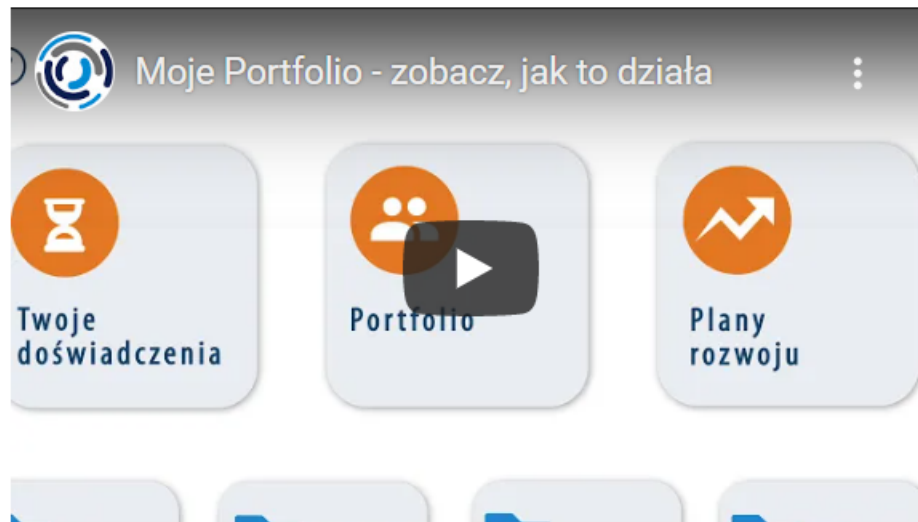 Moje Portfolio - zobacz, jak to działa
Twoje
doświadczenia
Portfolio
Plany
rozwoju